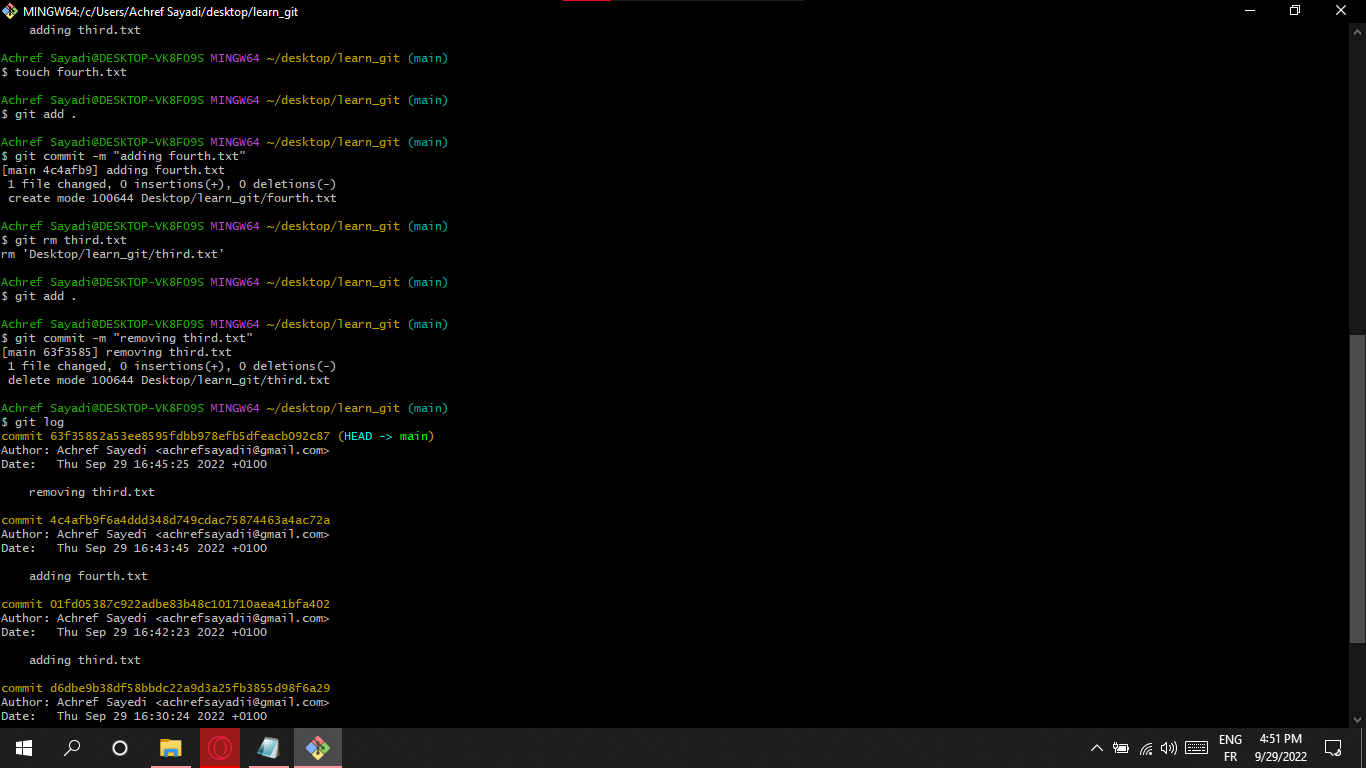 MINGW64:/c/Users/Achref Sayadi/desktop/learn_git
    adding third.txt
Achref Sayadi@DESKTOP-VK8FO9S MINGW64 ~/desktop/learn_git (main)
$ touch fourth.txt
Achref Sayadi@DESKTOP-VK8FO9S MINGW64 ~/desktop/learn_git (main)
$ git add .
Achref Sayadi@DESKTOP-VK8FO9S MINGW64 ~/desktop/learn_git (main)
$ git commit -m "adding fourth.txt"
[main 4c4afb9] adding fourth.txt
 1 file changed, 0 insertions(+), 0 deletions(-)
 create mode 100644 Desktop/learn_git/fourth.txt
Achref Sayadi@DESKTOP-VK8FO9S MINGW64 ~/desktop/learn_git (main)
$ git rm third.txt
rm 'Desktop/learn_git/third.txt'
Achref Sayadi@DESKTOP-VK8FO9S MINGW64 ~/desktop/learn_git (main)
$ git add .
Achref Sayadi@DESKTOP-VK8FO9S MINGW64 ~/desktop/learn_git (main)
$ git commit -m "removing third.txt"
[main 63f3585] removing third.txt
 1 file changed, 0 insertions(+), 0 deletions(-)
 delete mode 100644 Desktop/learn_git/third.txt
Achref Sayadi@DESKTOP-VK8FO9S MINGW64 ~/desktop/learn_git (main)
$ git log
commit 63f35852a53ee8595fdbb978efb5dfeacb092c87 (HEAD -> main)
Author: Achref Sayedi <achrefsayadii@gmail.com>
Date:   Thu Sep 29 16:45:25 2022 +0100
    removing third.txt
commit 4c4afb9f6a4ddd348d749cdac75874463a4ac72a
Author: Achref Sayedi <achrefsayadii@gmail.com>
Date:   Thu Sep 29 16:43:45 2022 +0100
    adding fourth.txt
commit 01fd05387c922adbe83b48c101710aea41bfa402
Author: Achref Sayedi <achrefsayadii@gmail.com>
Date:   Thu Sep 29 16:42:23 2022 +0100
    adding third.txt
commit d6dbe9b38df58bbdc22a9d3a25fb3855d98f6a29
Author: Achref Sayedi <achrefsayadii@gmail.com>
Date:   Thu Sep 29 16:30:24 2022 +0100
ENG
FR
4:51 PM
9/29/2022